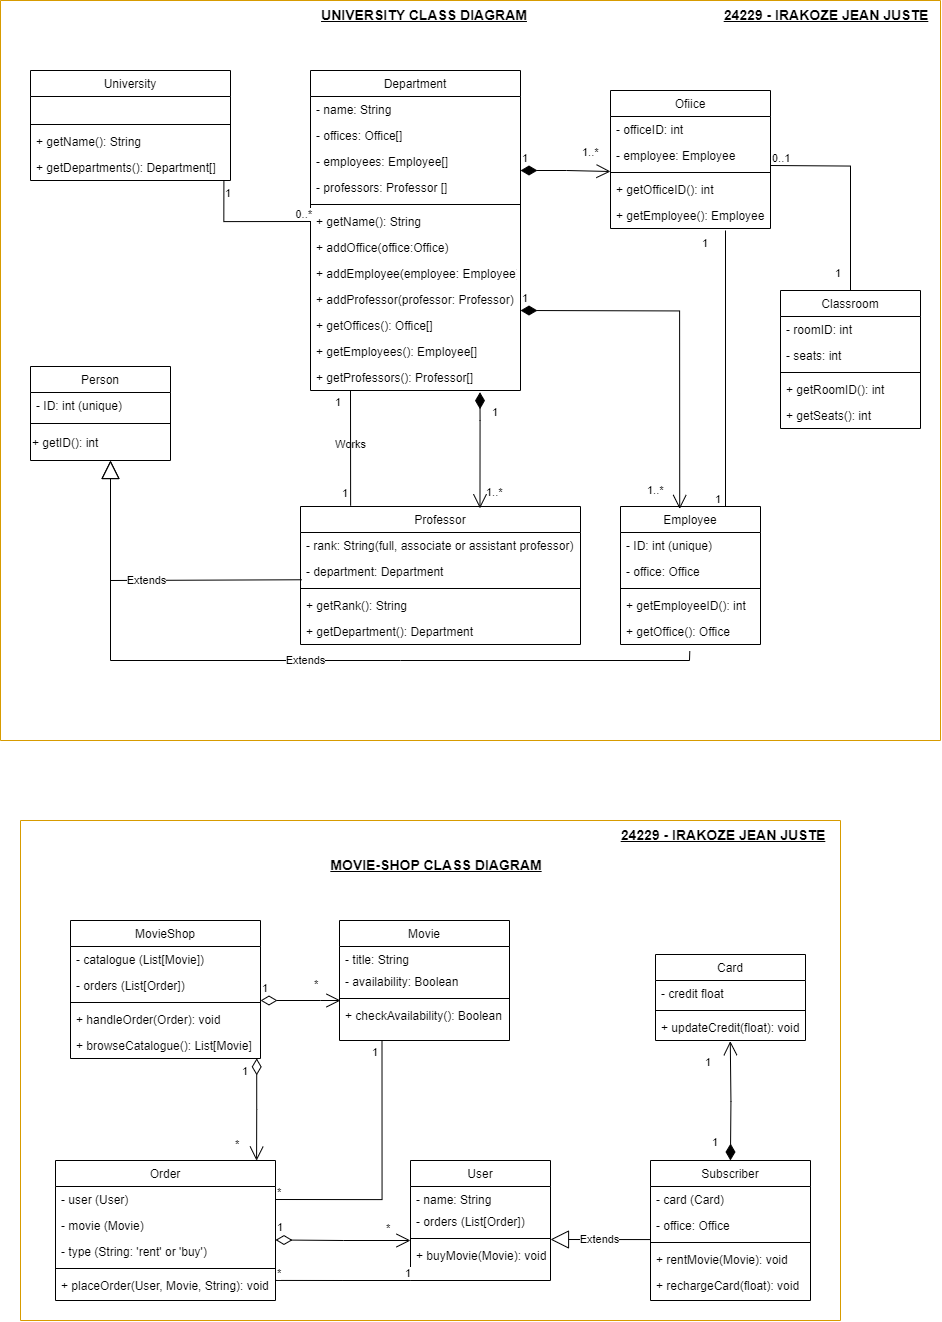 UNIVERSITY CLASS DIAGRAM
24229 - IRAKOZE JEAN JUSTE
University
+ getName(): String
+ getDepartments(): Department[]
1
0..*
Department
- name: String
- offices: Office[]
- employees: Employee[]
- professors: Professor []
+ getName(): String
+ addOffice(office:Office)
+ addEmployee(employee: Employee
+ addProfessor(professor: Professor)
+ getOffices(): Office[]
+ getEmployees(): Employee[]
+ getProfessors(): Professor[]
1
1..*
Ofiice
- officeID: int
- employee: Employee
+ getOfficeID(): int
+ getEmployee(): Employee
0..1
1
1
Classroom
- roomID: int
- seats: int
+ getRoomID(): int
+ getSeats(): int
1
Person
- ID: int (unique)
+ getID(): int
1
1
Works
1
1..*
1..*
1
Professor
- rank: String(full, associate or assistant professor)
- department: Department
+ getRank(): String
+ getDepartment(): Department
Employee
- ID: int (unique)
- office: Office
+ getEmployeeID(): int
+ getOffice(): Office
Extends
Extends
24229 - IRAKOZE JEAN JUSTE
MOVIE-SHOP CLASS DIAGRAM
MovieShop
- catalogue (List[Movie])
- orders (List[Order])
+ handleOrder(Order): void
+ browseCatalogue(): List[Movie]
1
*
Movie
- title: String
- availability: Boolean
+ checkAvailability(): Boolean
Card
- credit float
+ updateCredit(float): void
1
1
1
*
1
Order
- user (User)
- movie (Movie)
- type (String: 'rent' or 'buy')
+ placeOrder(User, Movie, String): void
*
1
*
*
1
User
- name: String
- orders (List[Order])
+ buyMovie(Movie): void
Extends
Subscriber
- card (Card)
- office: Office
+ rentMovie(Movie): void
+ rechargeCard(float): void